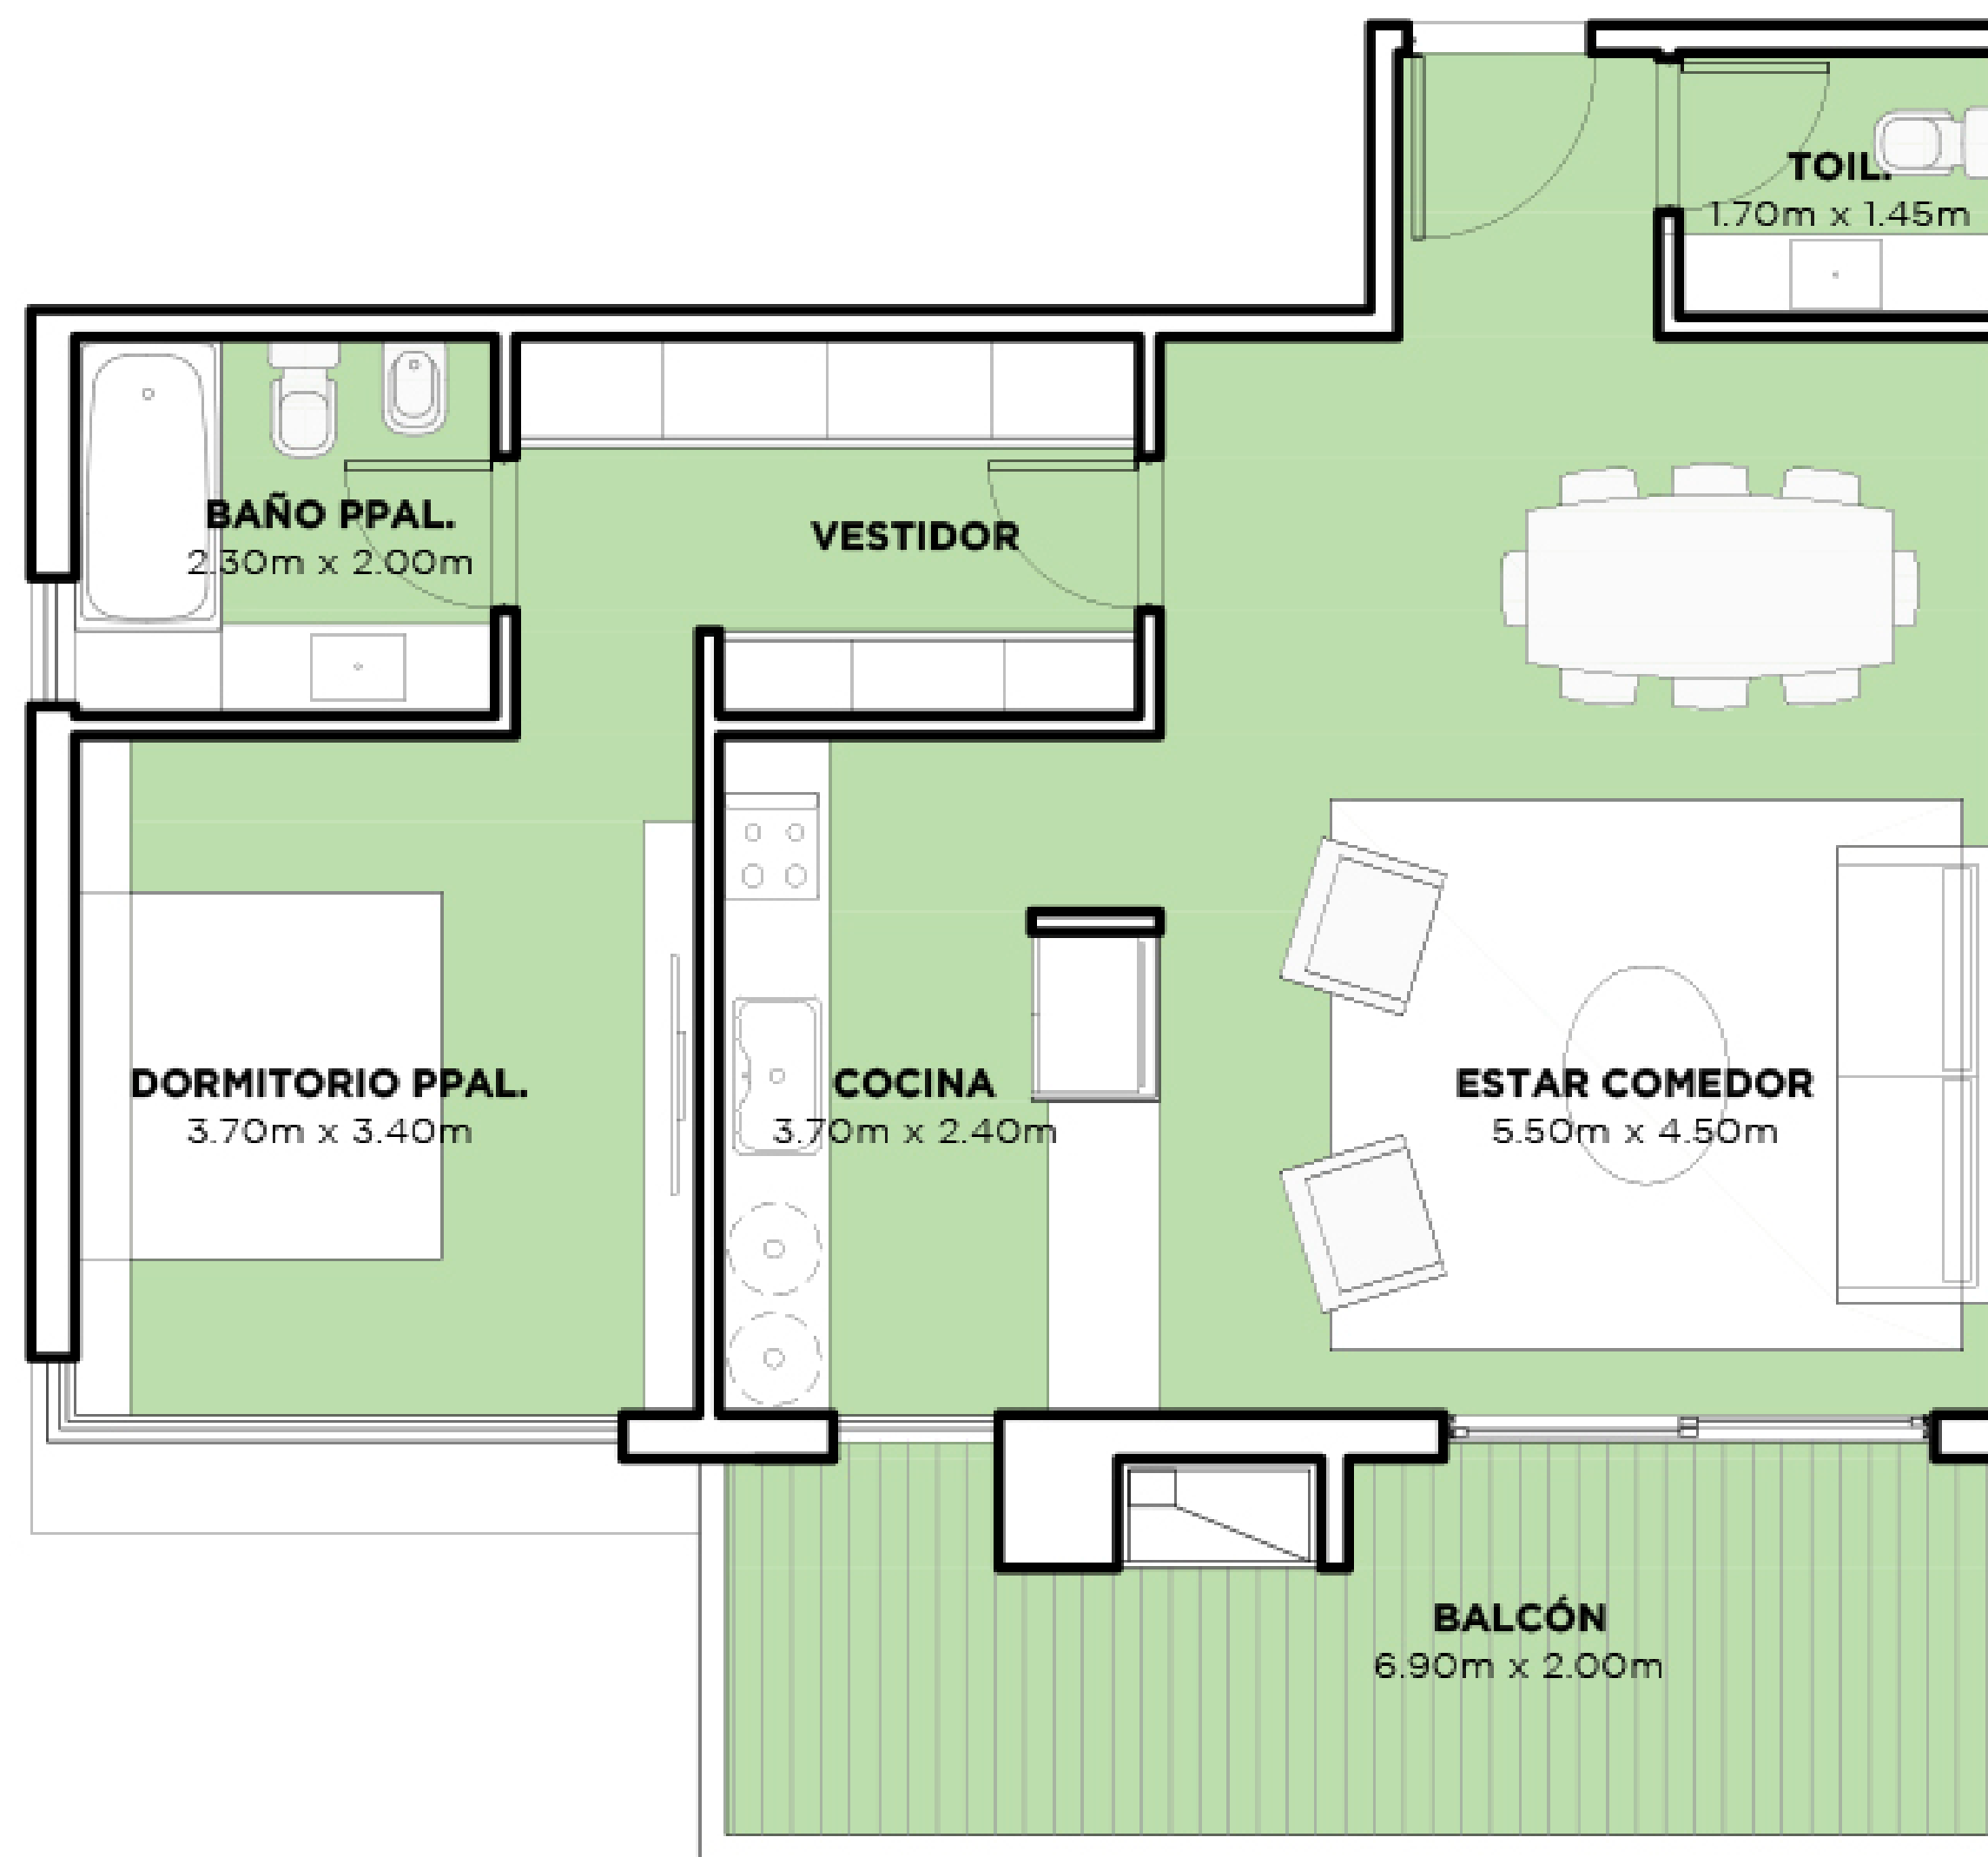 TOIL.
1.70m x 1.45m
BAÑO PPAL.
2.30m x 2.00m
VESTIDOR
DORMITORIO PPAL.
3.70m x 3.40m
COCINA
3.70m x 2.40m
ESTAR COMEDOR
5.50m x 4.50m
BALCÓN
6.90m x 2.00m